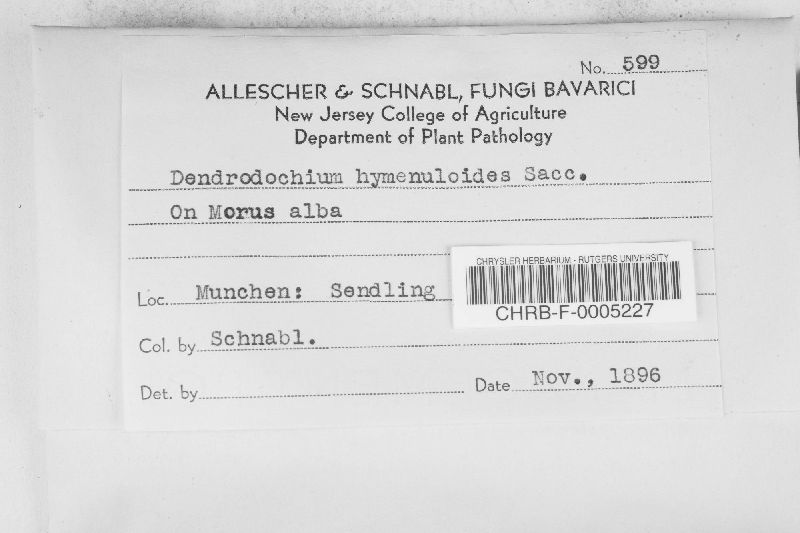 No. 599
ALLESCHER & SCHNABL, FUNGI BAVARICI
New Jersey College of Agriculture
Department of Plant Pathology
Dendrodochium hymenuloides Sacc.
On Morus alba
CHRYSLER HERBARIUM - RUTGERS UNIVERSITY
CHRB-F-0005227
Loc. Munchen: Sendling
Col. by Schnabl.
Det. by
Date Nov., 1896